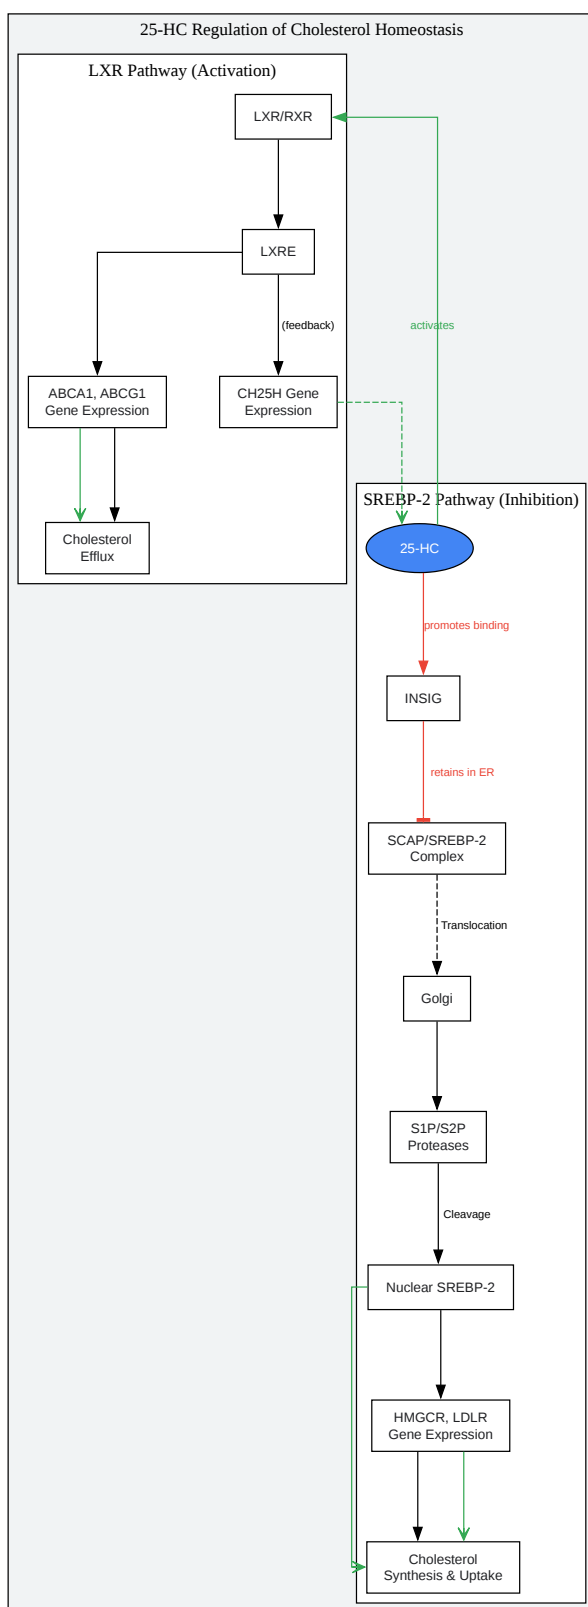 25-HC Regulation of Cholesterol Homeostasis
LXR Pathway (Activation)
LXR/RXR
LXRE
activates
(feedback)
ABCA1, ABCG1
Gene Expression
CH25H Gene
Expression
SREBP-2 Pathway (Inhibition)
Cholesterol
Efflux
25-HC
promotes binding
INSIG
retains in ER
SCAP/SREBP-2
Complex
Translocation
Golgi
S1P/S2P
Proteases
Cleavage
Nuclear SREBP-2
HMGCR, LDLR
Gene Expression
Cholesterol
Synthesis & Uptake